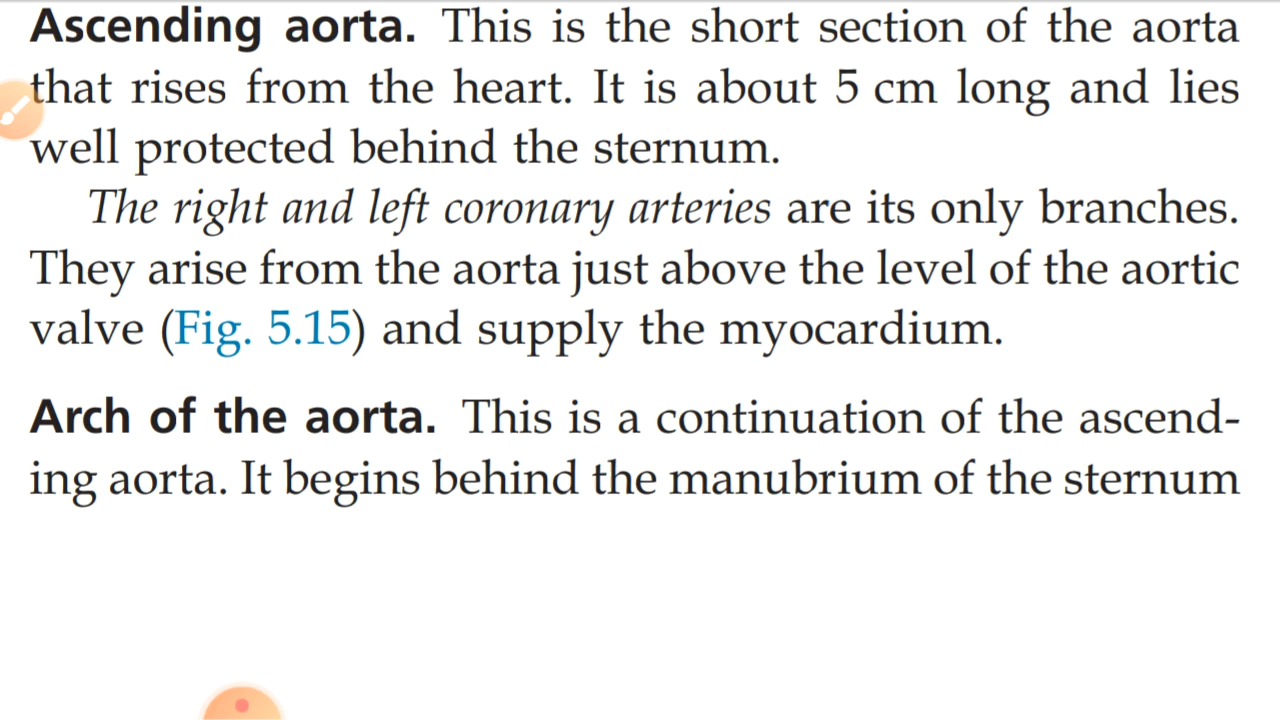 Ascending aorta. This is the short section of the aorta
that rises from the heart. It is about 5 cm long and lies
well protected behind the sternum.
The right and left coronary arteries are its only branches.
They arise from the aorta just above the level of the aortic
valve (Fig. 5.15) and supply the myocardium.
Arch of the aorta. This is a continuation of the ascend-
ing aorta. It begins behind the manubrium of the sternum